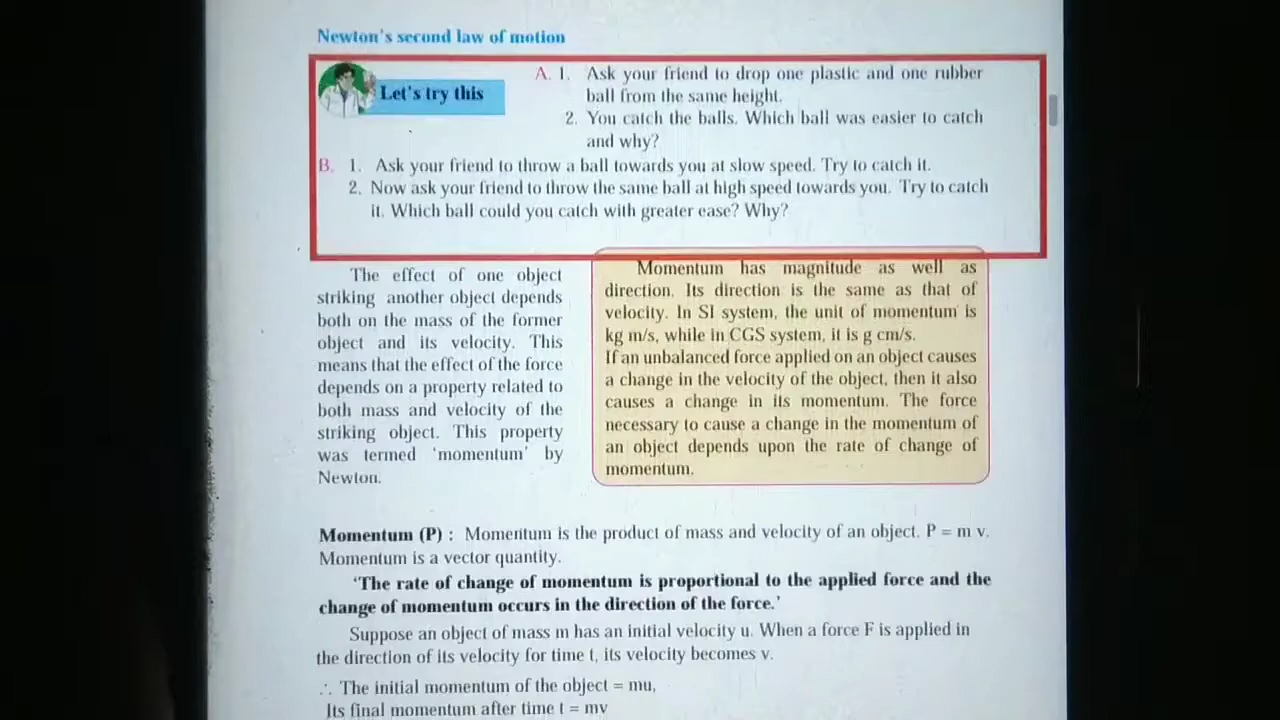 Newton's second law of motion
Let's try this
A. 1. Ask your friend to drop one plastic and one rubber
ball from the same height.
2. You catch the balls. Which ball was easier to catch
and why?
B. 1. Ask your friend to throw a ball towards you at slow speed. Try to catch it.
2. Now ask your friend to throw the same ball at high speed towards you. Try to catch
it. Which ball could you catch with greater ease? Why?
The effect of one object
striking another object depends
both on the mass of the former
object and its velocity. This
means that the effect of the force
depends on a property related to
both mass and velocity of the
striking object. This property
was termed 'momentum' by
Newton.
Momentum has magnitude as well as
direction. Its direction is the same as that of
velocity. In SI system, the unit of momentum is
kg m/s, while in CGS system, it is g cm/s.
If an unbalanced force applied on an object causes
a change in the velocity of the object, then it also
causes a change in its momentum. The force
necessary to cause a change in the momentum of
an object depends upon the rate of change of
momentum.
Momentum (P) : Momentum is the product of mass and velocity of an object. P = m v.
Momentum is a vector quantity.
'The rate of change of momentum is proportional to the applied force and the
change of momentum occurs in the direction of the force.'
Suppose an object of mass m has an initial velocity u. When a force F is applied in
the direction of its velocity for time t, its velocity becomes v.
∴ The initial momentum of the object = mu,
Its final momentum after time t = mv